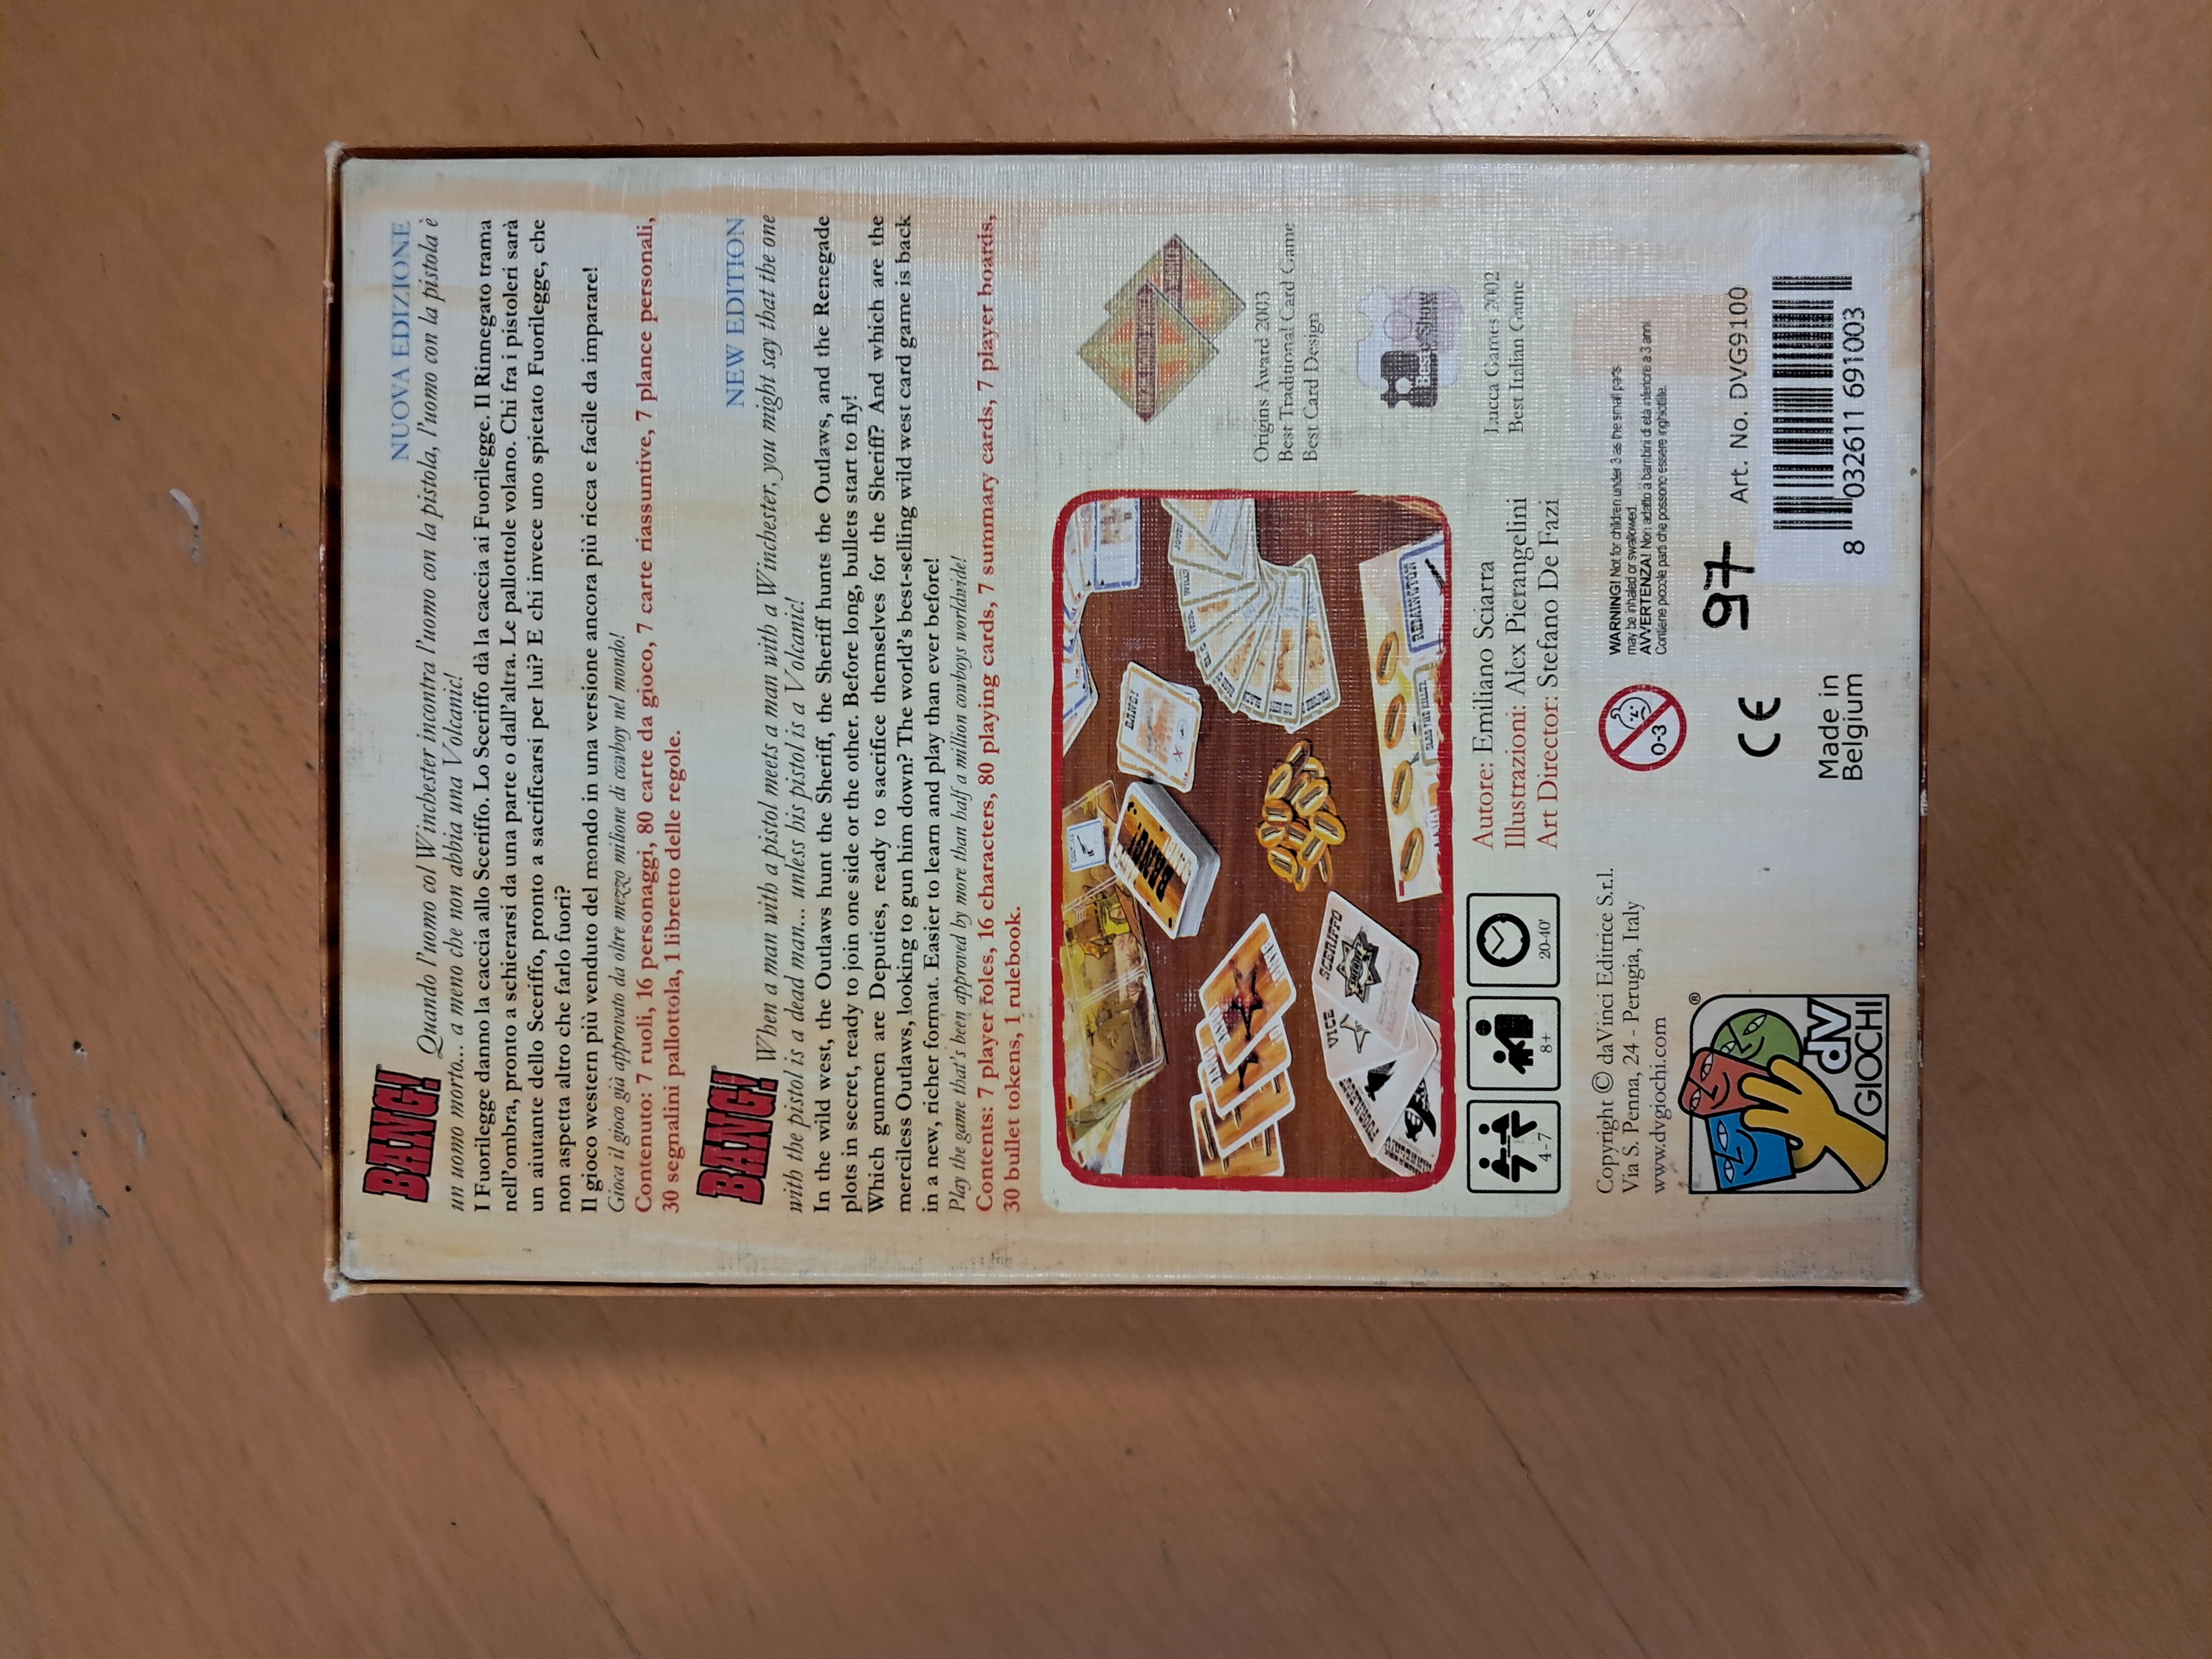 BANG!
NUOVA EDIZIONE
Quando l'uomo col Winchester incontra l'uomo con la pistola, l'uomo con la pistola è
un uomo morto... a meno che non abbia una Volcanic!
I Fuorilegge danno la caccia allo Sceriffo. Lo Sceriffo dà la caccia ai Fuorilegge. Il Rinnegato trama
nell'ombra, pronto a schierarsi da una parte o dall'altra. Le pallottole volano. Chi fra i pistoleri sarà
un aiutante dello Sceriffo, pronto a sacrificarsi per lui? E chi invece uno spietato Fuorilegge, che
non aspetta altro che farlo fuori?
Il gioco western più venduto del mondo in una versione ancora più ricca e facile da imparare!
Gioca il gioco già approvato da oltre mezzo milione di cowboy nel mondo!
Contenuto: 7 ruoli, 16 personaggi, 80 carte da gioco, 7 carte riassuntive, 7 plance personali,
30 segnalini pallottola, 1 libretto delle regole.
BANG!
NEW EDITION
When a man with a pistol meets a man with a Winchester, you might say that the one
with the pistol is a dead man... unless his pistol is a Volcanic!
In the wild west, the Outlaws hunt the Sheriff, the Sheriff hunts the Outlaws, and the Renegade
plots in secret, ready to join one side or the other. Before long, bullets start to fly!
Which gunmen are Deputies, ready to sacrifice themselves for the Sheriff? And which are the
merciless Outlaws, looking to gun him down? The world's best-selling wild west card game is back
in a new, richer format. Easier to learn and play than ever before!
Play the game that's been approved by more than half a million cowboys worldwide!
Contents: 7 player roles, 16 characters, 80 playing cards, 7 summary cards, 7 player boards,
30 bullet tokens, 1 rulebook.
BANG!
BANG!
BANG!
BANG!
FUORILEGGE
VICE
SCERIFFO
SHERIFF
SLAB THE KILLER
REMINGTON
Origins Award 2003
Best Traditional Card Game
Best Card Design
Best of Show
Lucca Games 2002
Best Italian Game
4-7
8+
20-40'
Autore: Emiliano Sciarra
Illustrazioni: Alex Pierangelini
Art Director: Stefano De Fazi
Copyright © daVinci Editrice S.r.l.
Via S. Penna, 24 - Perugia, Italy
www.dvgiochi.com
0-3
WARNING! Not for children under 3 as the small parts
may be inhaled or swallowed.
AVVERTENZA! Non adatto a bambini di età inferiore a 3 anni.
Contiene piccole parti che possono essere inghiottite.
®
dv
GIOCHI
CE
Made in
Belgium
97
Art. No. DVG9100
8 032611 691003